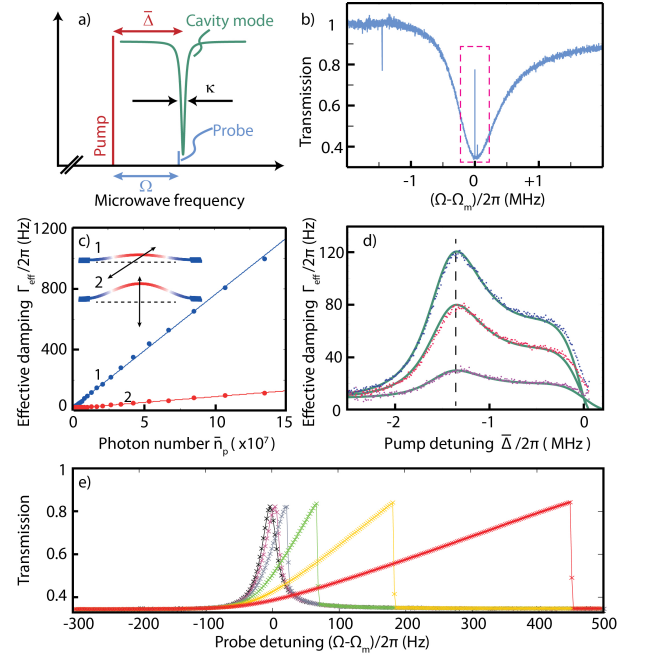 a)
Δ̄
Cavity mode
κ
Pump
Probe
Ω
Microwave frequency
b)
Transmission
1
0.8
0.6
0.4
-1
0
+1
(Ω-Ωm)/2π (MHz)
c)
Effective damping Γeff/2π (Hz)
1200
800
400
0
1
2
1
2
0
5
10
15
Photon number n̄p ( x10⁷)
d)
Effective damping Γeff/2π (Hz)
120
80
40
0
-2
-1
0
Pump detuning Δ̄ /2π ( MHz)
e)
Transmission
1
0.8
0.6
0.4
-300
-200
-100
0
100
200
300
400
500
Probe detuning (Ω-Ωm)/2π (Hz)